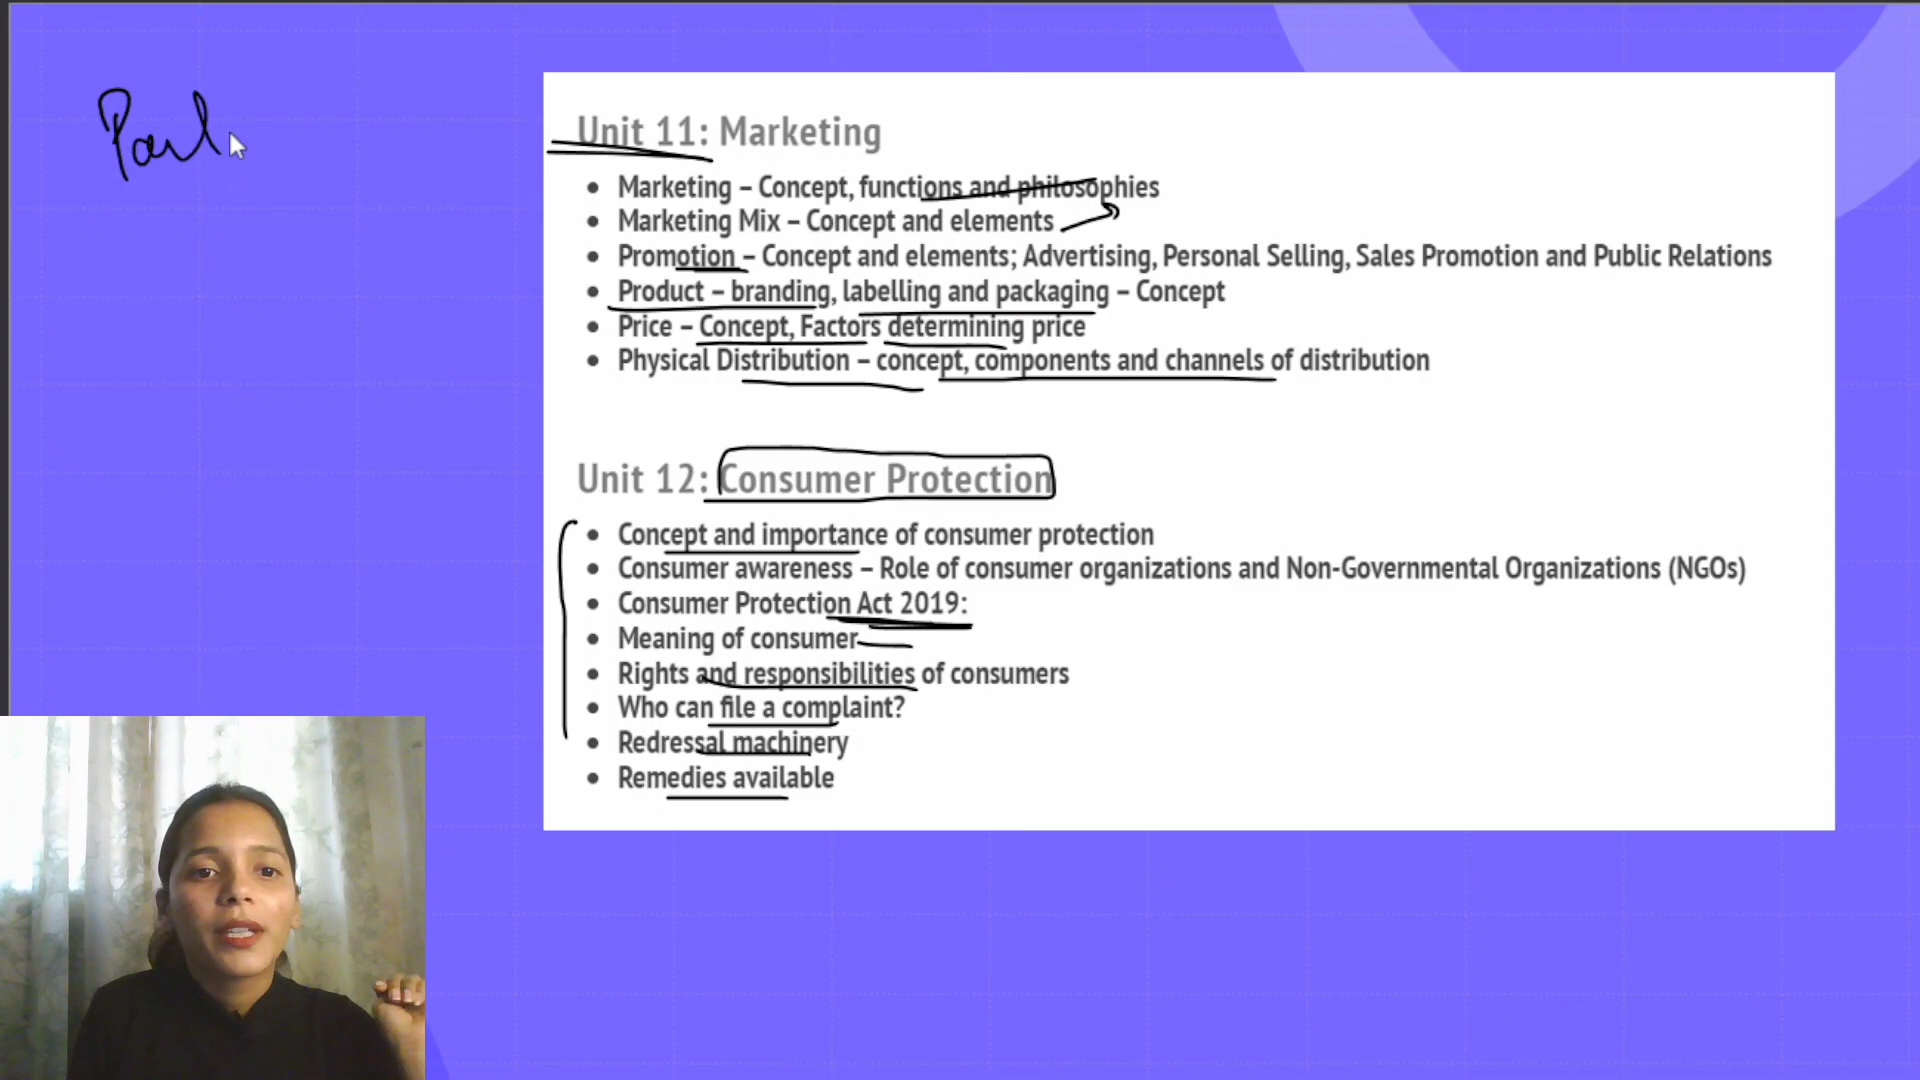 Paul
Unit 11: Marketing
Marketing – Concept, functions and philosophies
Marketing Mix – Concept and elements
Promotion – Concept and elements; Advertising, Personal Selling, Sales Promotion and Public Relations
Product – branding, labelling and packaging – Concept
Price – Concept, Factors determining price
Physical Distribution – concept, components and channels of distribution
Unit 12: Consumer Protection
Concept and importance of consumer protection
Consumer awareness – Role of consumer organizations and Non-Governmental Organizations (NGOs)
Consumer Protection Act 2019:
Meaning of consumer
Rights and responsibilities of consumers
Who can file a complaint?
Redressal machinery
Remedies available